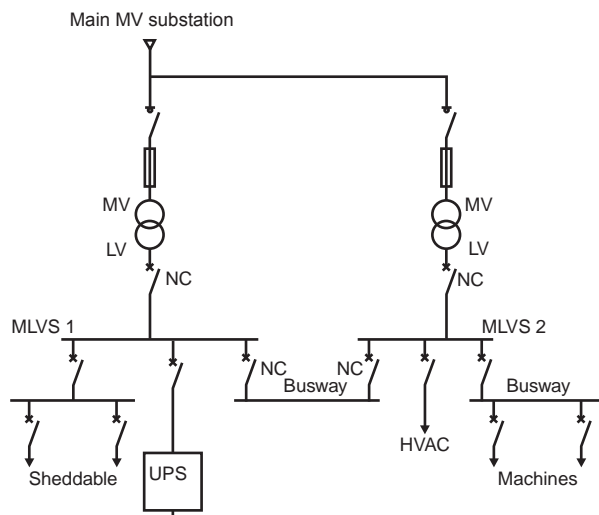 Main MV substation
MV
MV
LV
LV
NC
NC
MLVS 1
MLVS 2
NC
NC
Busway
Busway
HVAC
Sheddable
UPS
Machines